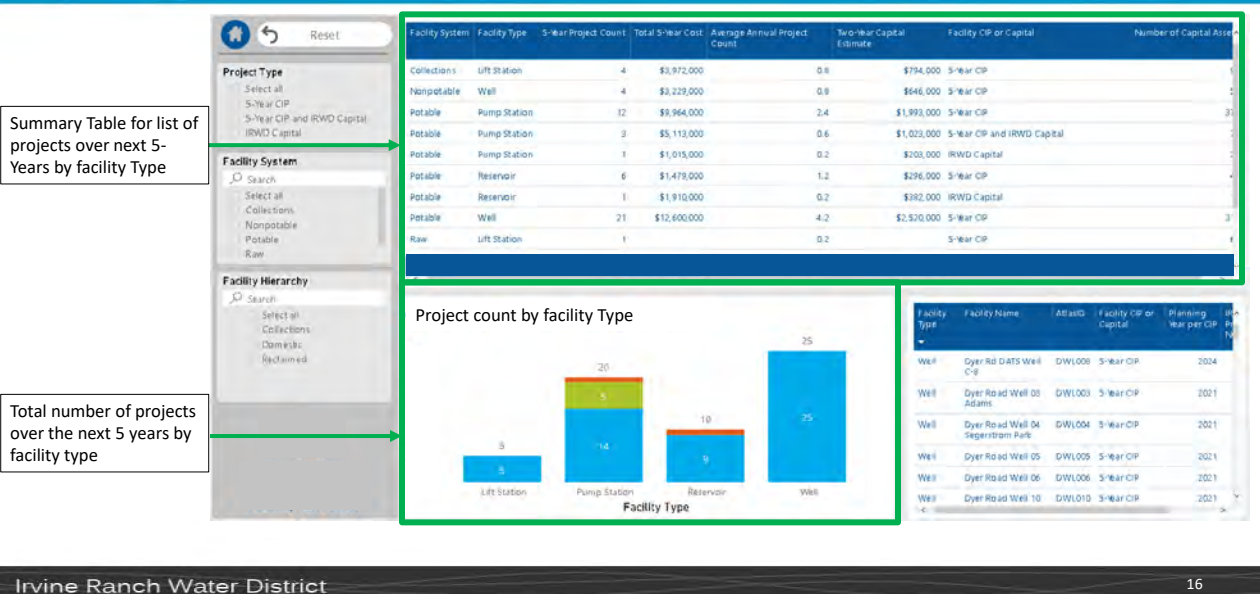 Summary Table for list of
projects over next 5-
Years by facility Type
Total number of projects
over the next 5 years by
facility type
Reset
Project Type
Select all
5-Year CIP
5-Year CIP and IRWD Capital
IRWD Capital
Facility System
Search
Select all
Collections
Nonpotable
Potable
Raw
Facility Hierarchy
Search
Select all
Collections
Domestic
Reclaimed
Facility System Facility Type 5-Year Project Count Total 5-Year Cost Average Annual Project Count Two-Year Capital Estimate Facility CIP or Capital Number of Capital Asse
Collections Lift Station 4 $3,972,000 0.8 $794,000 5-Year CIP
Nonpotable Well 4 $3,229,000 0.8 $646,000 5-Year CIP
Potable Pump Station 12 $9,964,000 2.4 $1,993,000 5-Year CIP
Potable Pump Station 3 $5,113,000 0.6 $1,023,000 5-Year CIP and IRWD Capital
Potable Pump Station 1 $1,015,000 0.2 $203,000 IRWD Capital
Potable Reservoir 6 $1,479,000 1.2 $296,000 5-Year CIP
Potable Reservoir 1 $1,910,000 0.2 $382,000 IRWD Capital
Potable Well 21 $12,600,000 4.2 $2,520,000 5-Year CIP
Raw Lift Station 1 0.2 5-Year CIP
Project count by facility Type
5
5
20
5
14
10
9
25
25
Lift Station Pump Station Reservoir Well
Facility Type
Facility Type Facility Name AtlasID Facility CIP or Capital Planning Year per CIP
Well Dyer Rd DATS Well C-8 DWL008 5-Year CIP 2024
Well Dyer Road Well 03 Adams DWL003 5-Year CIP 2021
Well Dyer Road Well 04 Segerstrom Park DWL004 5-Year CIP 2021
Well Dyer Road Well 05 DWL005 5-Year CIP 2021
Well Dyer Road Well 06 DWL006 5-Year CIP 2021
Well Dyer Road Well 10 DWL010 5-Year CIP 2021
Irvine Ranch Water District
16